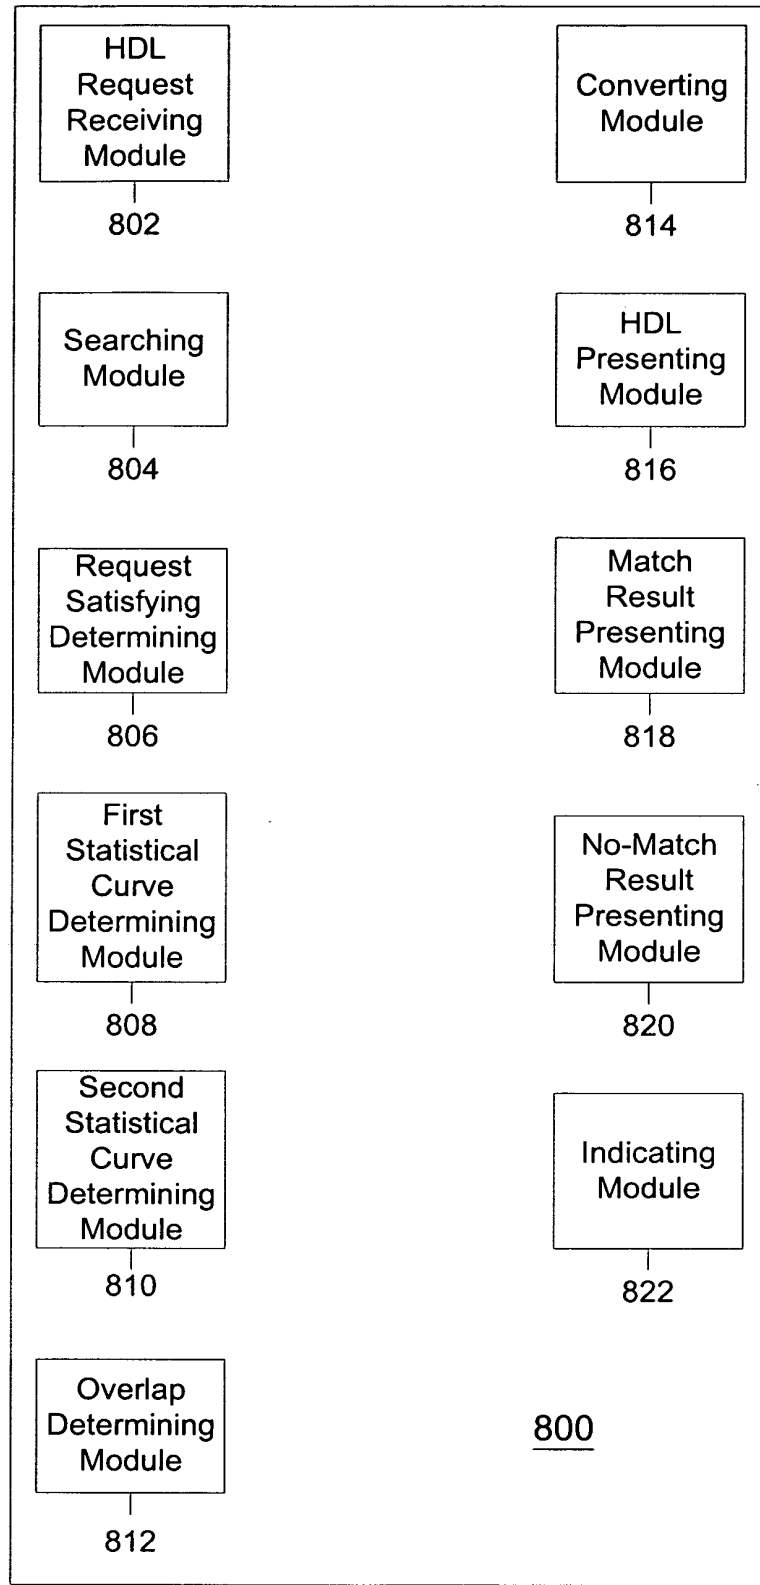 HDL
Request
Receiving
Module
802
Searching
Module
804
Request
Satisfying
Determining
Module
806
First
Statistical
Curve
Determining
Module
808
Second
Statistical
Curve
Determining
Module
810
Overlap
Determining
Module
812
Converting
Module
814
HDL
Presenting
Module
816
Match
Result
Presenting
Module
818
No-Match
Result
Presenting
Module
820
Indicating
Module
822
800